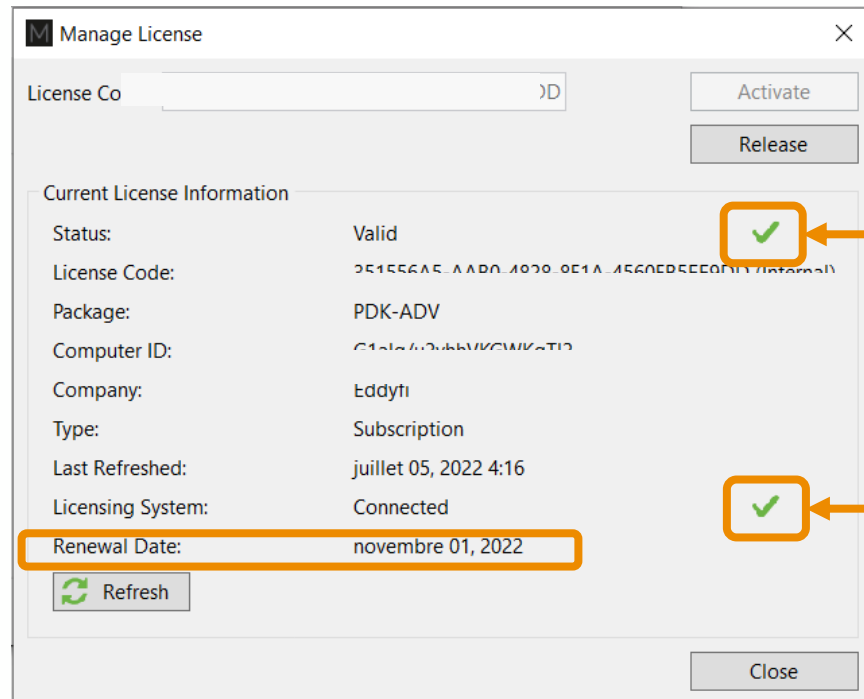 Manage License
License Co DD Activate
Release
Current License Information
Status: Valid
License Code:
Package: PDK-ADV
Computer ID:
Company: Eddyfi
Type: Subscription
Last Refreshed: juillet 05, 2022 4:16
Licensing System: Connected
Renewal Date: novembre 01, 2022
Refresh
Close